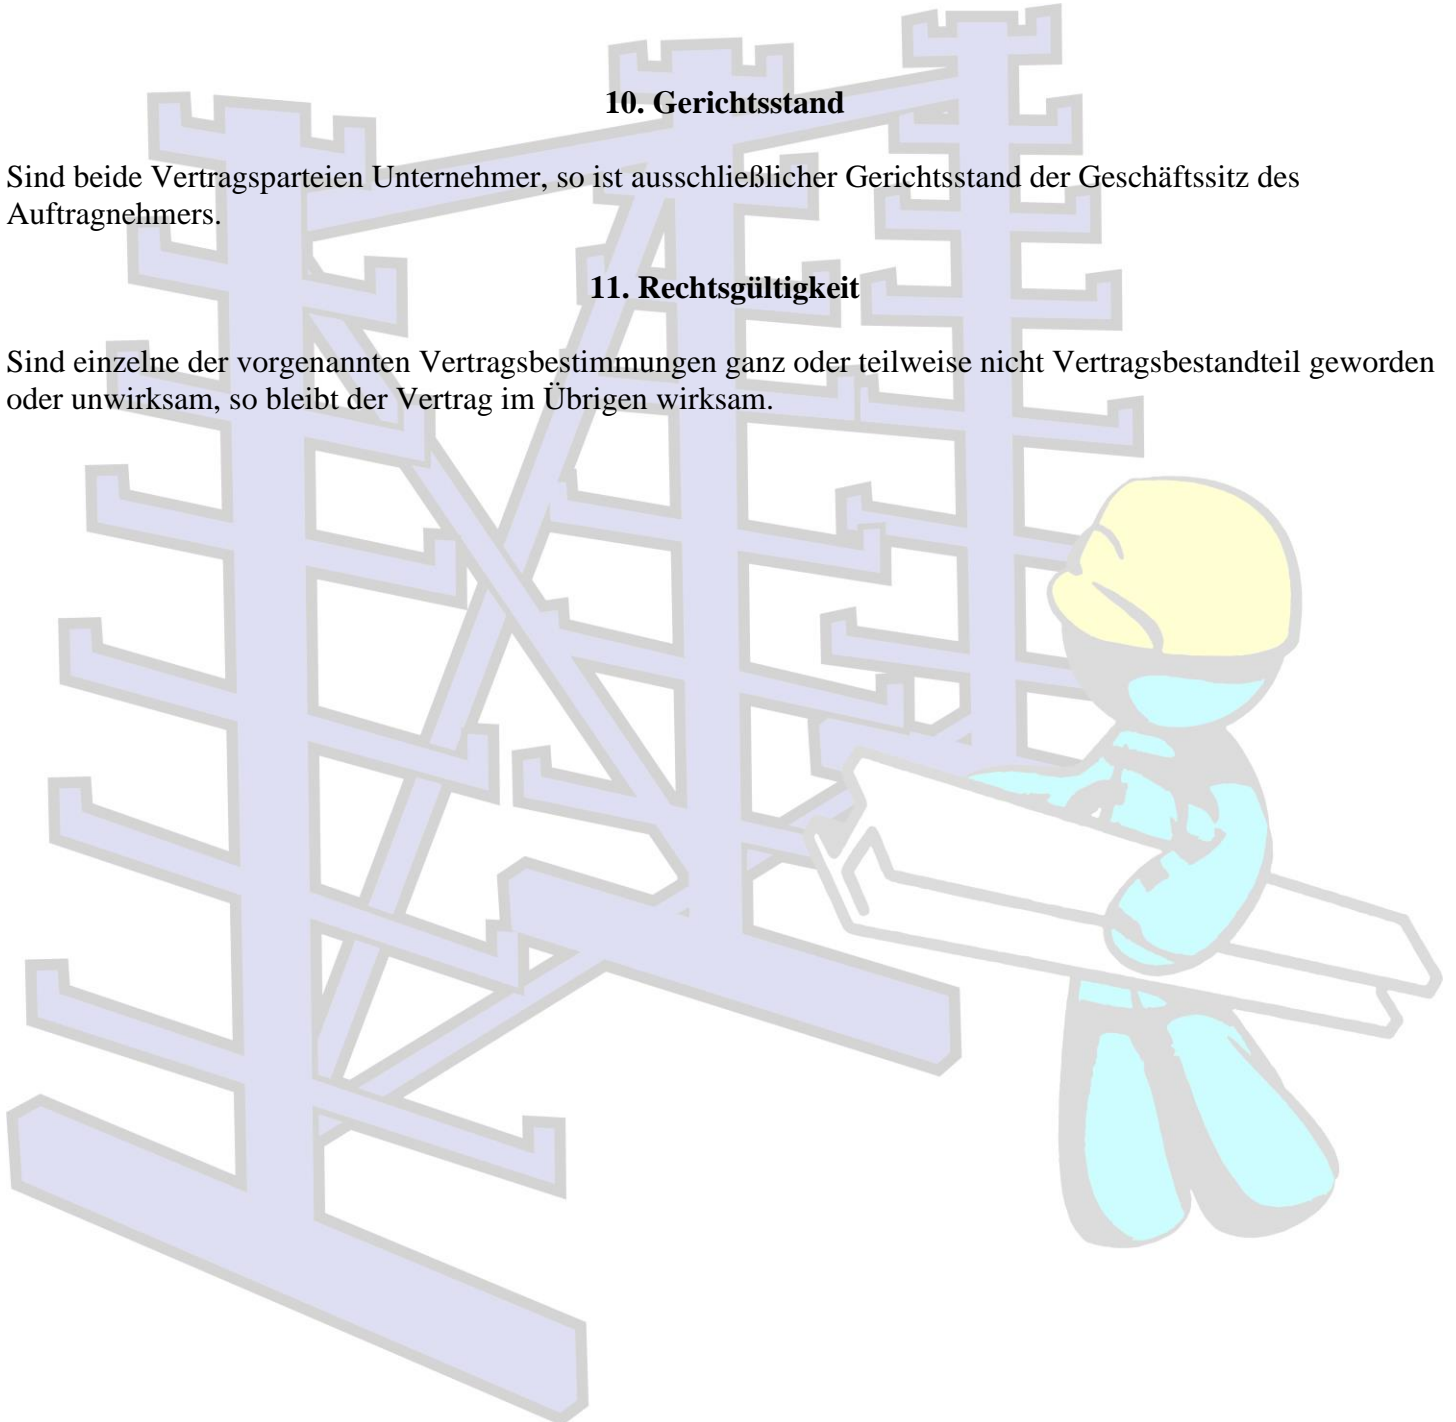 10. Gerichtsstand
Sind beide Vertragsparteien Unternehmer, so ist ausschließlicher Gerichtsstand der Geschäftssitz des
Auftragnehmers.
11. Rechtsgültigkeit
Sind einzelne der vorgenannten Vertragsbestimmungen ganz oder teilweise nicht Vertragsbestandteil geworden
oder unwirksam, so bleibt der Vertrag im Übrigen wirksam.